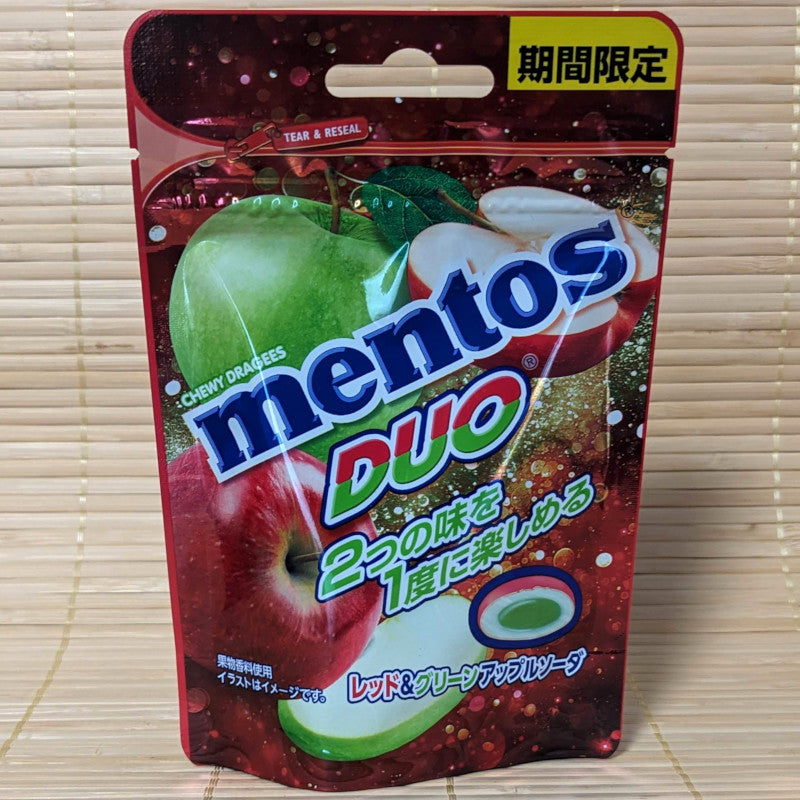 期間限定
TEAR & RESEAL
CHEWY DRAGEES
mentos
®
DUO
2つの味を
1度に楽しめる
果物香料使用
イラストはイメージです。
レッド&グリーンアップルソーダ